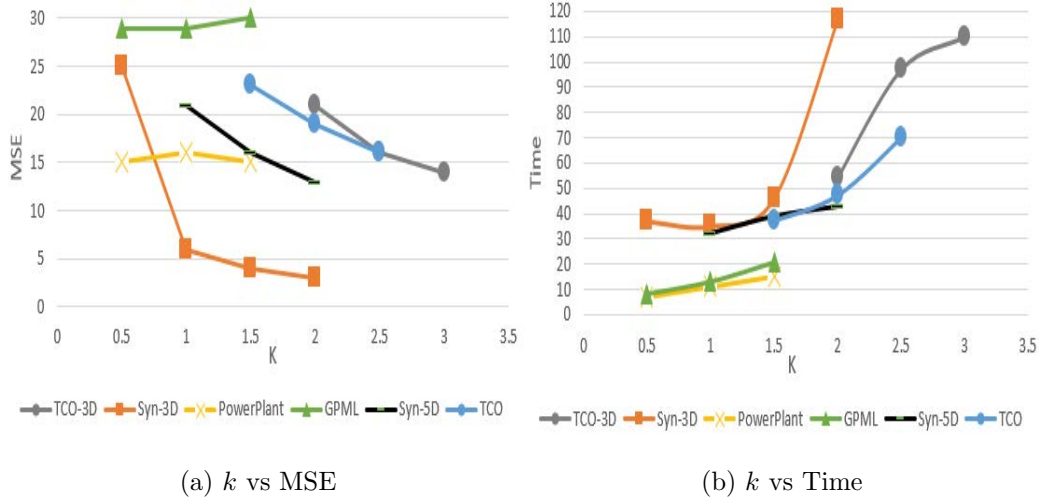 30
25
20
15
10
5
0
MSE
0 0.5 1 1.5 2 2.5 3 3.5
K
TCO-3D Syn-3D PowerPlant GPML Syn-5D TCO
(a) k vs MSE
120
110
100
90
80
70
60
50
40
30
20
10
0
Time
0 0.5 1 1.5 2 2.5 3 3.5
K
TCO-3D Syn-3D PowerPlant GPML Syn-5D TCO
(b) k vs Time